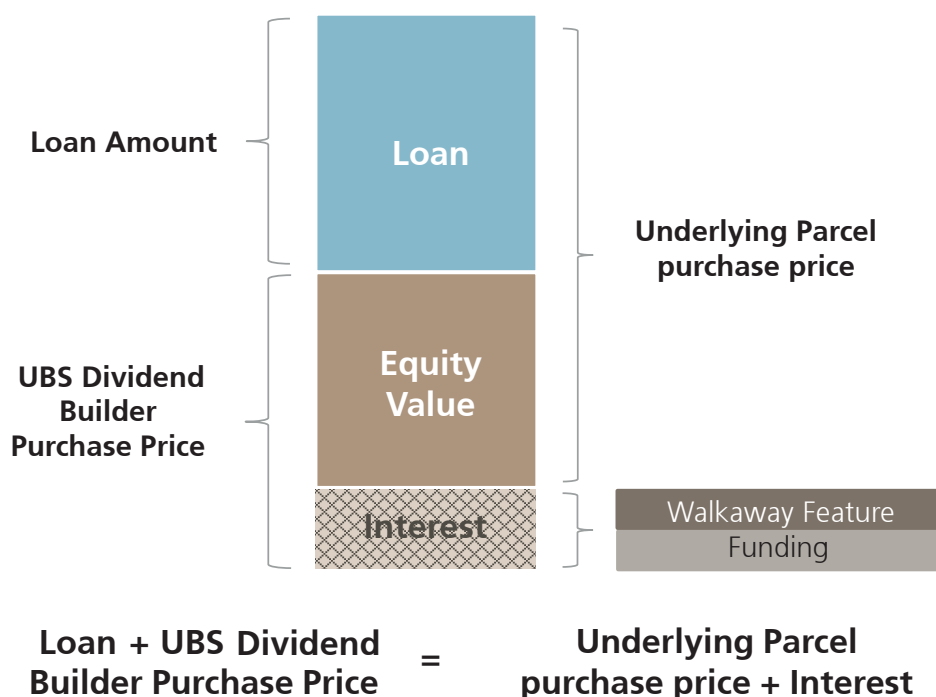 Loan Amount
Loan
Underlying Parcel
purchase price
UBS Dividend
Builder
Purchase Price
Equity
Value
Interest
Walkaway Feature
Funding
Loan + UBS Dividend
Builder Purchase Price
=
Underlying Parcel
purchase price + Interest